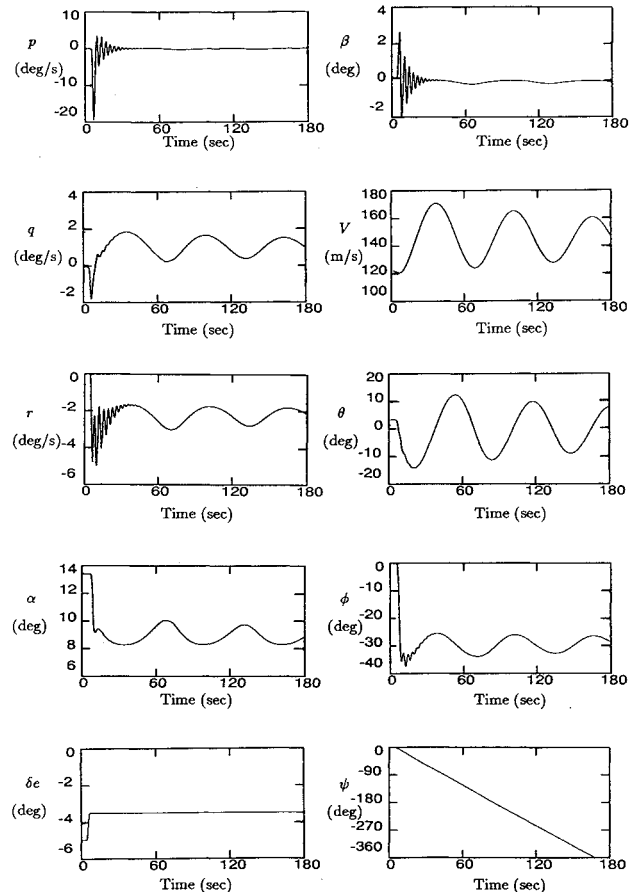 p
(deg/s)
10
0
-10
-20
0 60 120 180
Time (sec)
β
(deg)
4
2
0
-2
0 60 120 180
Time (sec)
q
(deg/s)
4
2
0
-2
0 60 120 180
Time (sec)
V
(m/s)
180
160
140
120
100
0 60 120 180
Time (sec)
r
(deg/s)
0
-2
-4
-6
0 60 120 180
Time (sec)
θ
(deg)
20
10
0
-10
-20
0 60 120 180
Time (sec)
α
(deg)
14
12
10
8
6
0 60 120 180
Time (sec)
ϕ
(deg)
0
-10
-20
-30
-40
0 60 120 180
Time (sec)
δe
(deg)
0
-2
-4
-6
0 60 120 180
Time (sec)
ψ
(deg)
0
-90
-180
-270
-360
0 60 120 180
Time (sec)